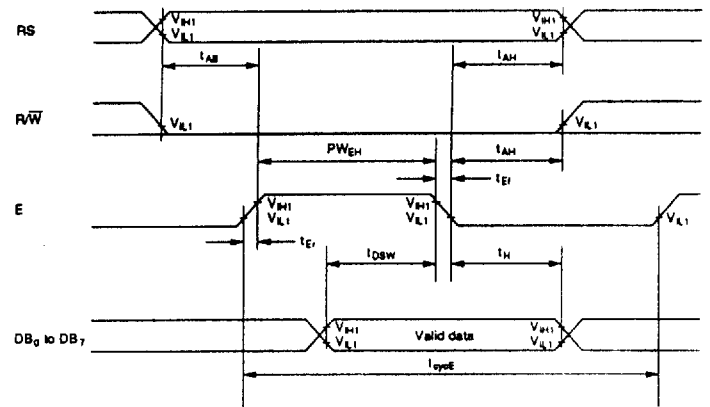 RS
VIH1
VIL1
VIH1
VIL1
tAS
tAH
R/W
VIL1
VIL1
PWEH
tAH
tEf
E
VIH1
VIL1
VIH1
VIL1
VIL1
tEr
tDSW
tH
DB0 to DB7
VIH1
VIL1
Valid data
VIH1
VIL1
tcycE